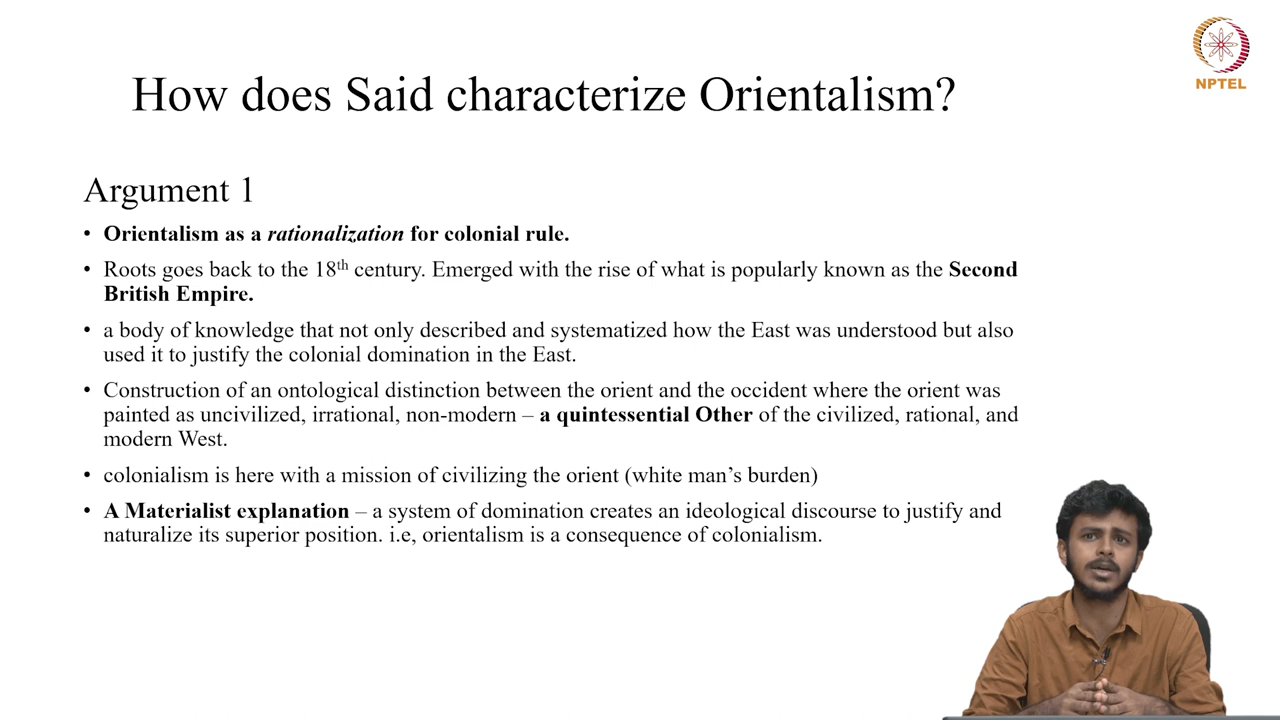 NPTEL
How does Said characterize Orientalism?
Argument 1
• Orientalism as a rationalization for colonial rule.
• Roots goes back to the 18th century. Emerged with the rise of what is popularly known as the Second
British Empire.
• a body of knowledge that not only described and systematized how the East was understood but also
used it to justify the colonial domination in the East.
• Construction of an ontological distinction between the orient and the occident where the orient was
painted as uncivilized, irrational, non-modern – a quintessential Other of the civilized, rational, and
modern West.
• colonialism is here with a mission of civilizing the orient (white man’s burden)
• A Materialist explanation – a system of domination creates an ideological discourse to justify and
naturalize its superior position. i.e, orientalism is a consequence of colonialism.